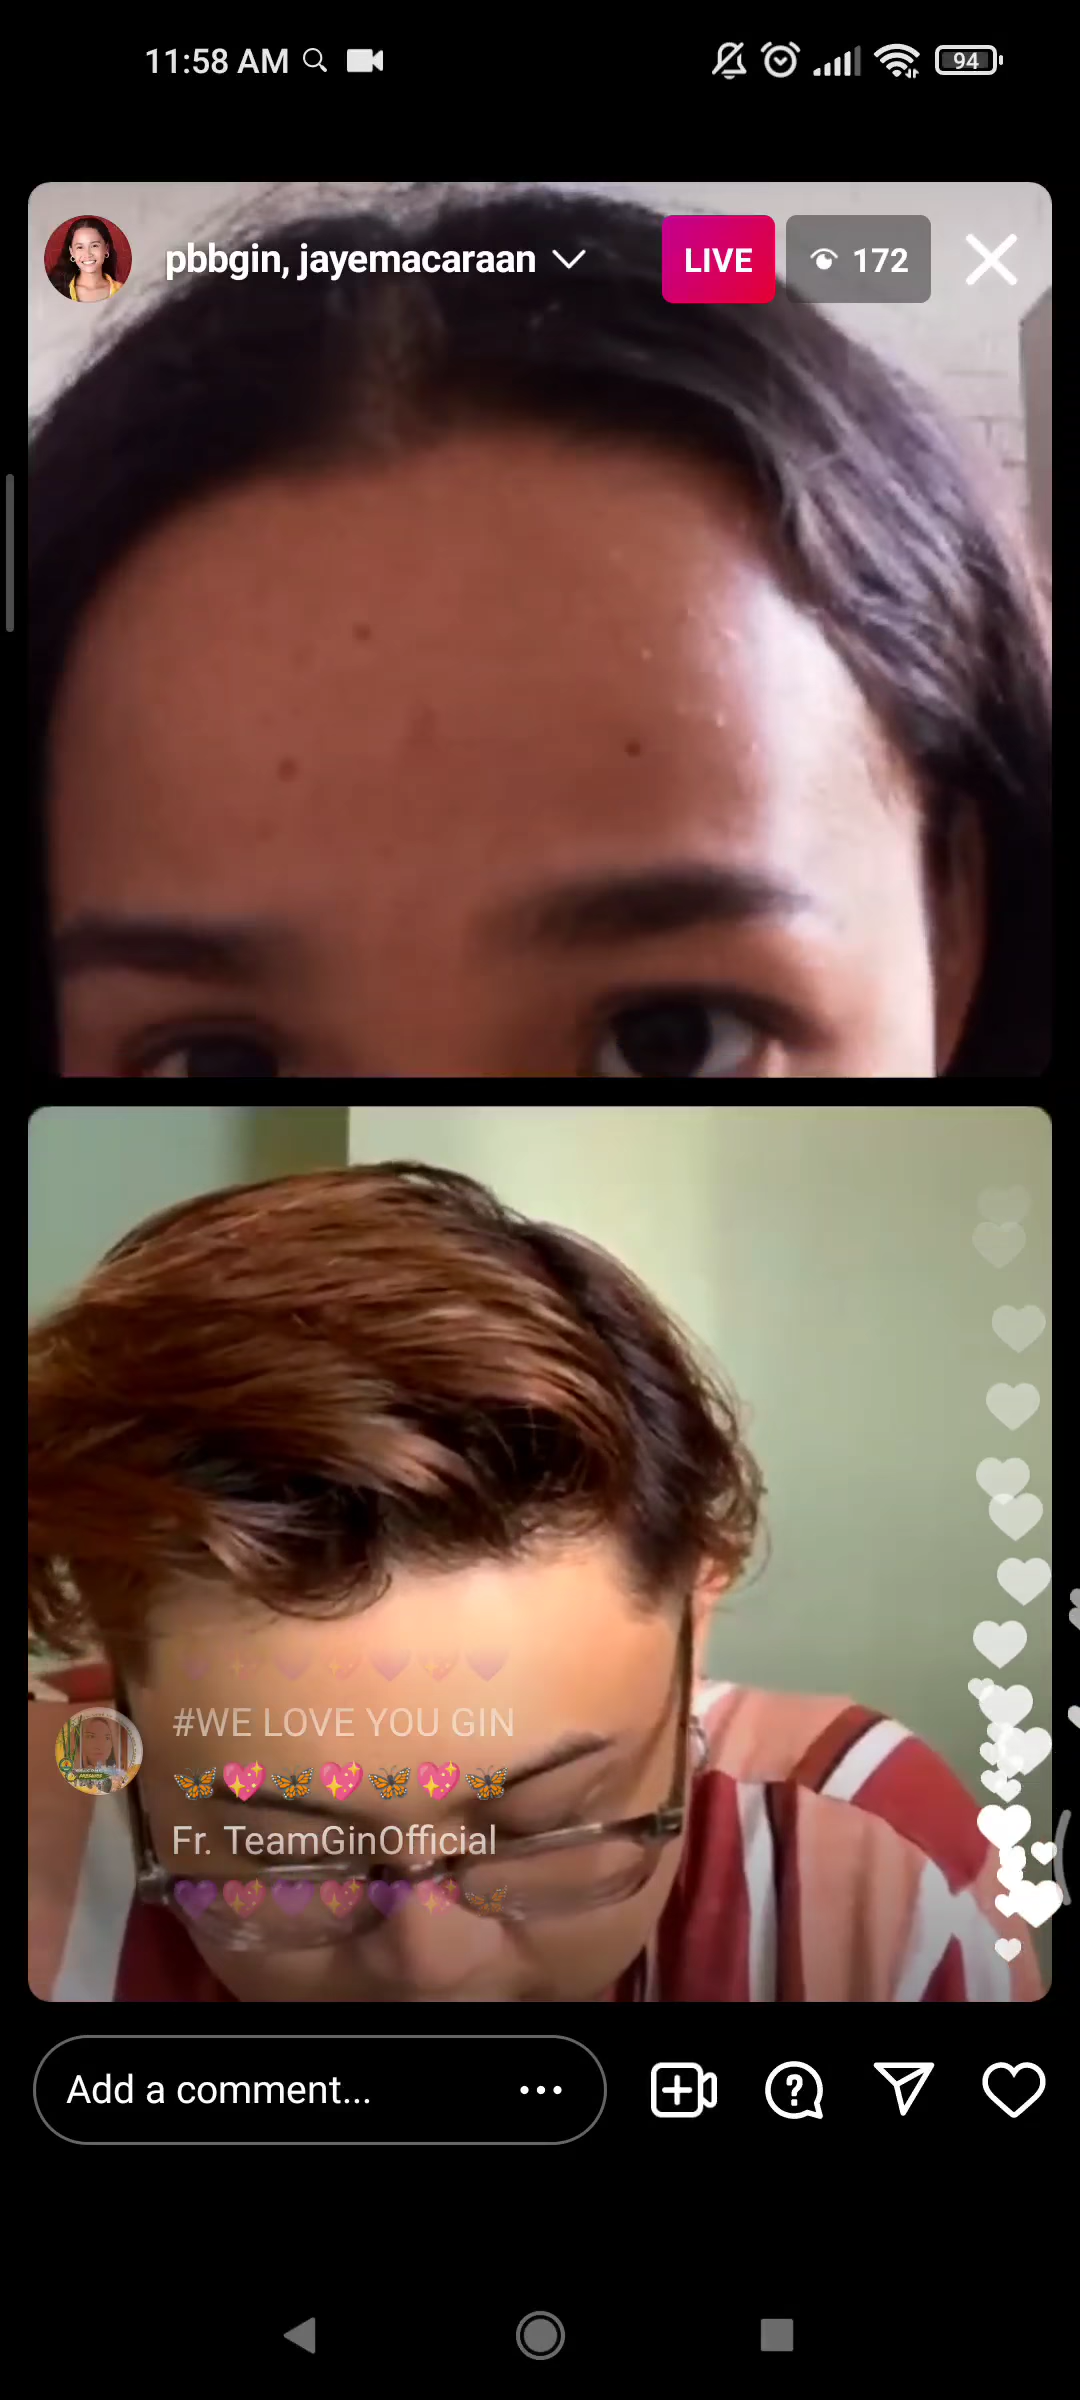 11:58 AM
94
pbbgin, jayemacaraan
LIVE
172
#WE LOVE YOU GIN
🦋💖🦋💖🦋💖🦋
Fr. TeamGinOfficial
💜💖💜💖💜💖🦋
Add a comment...